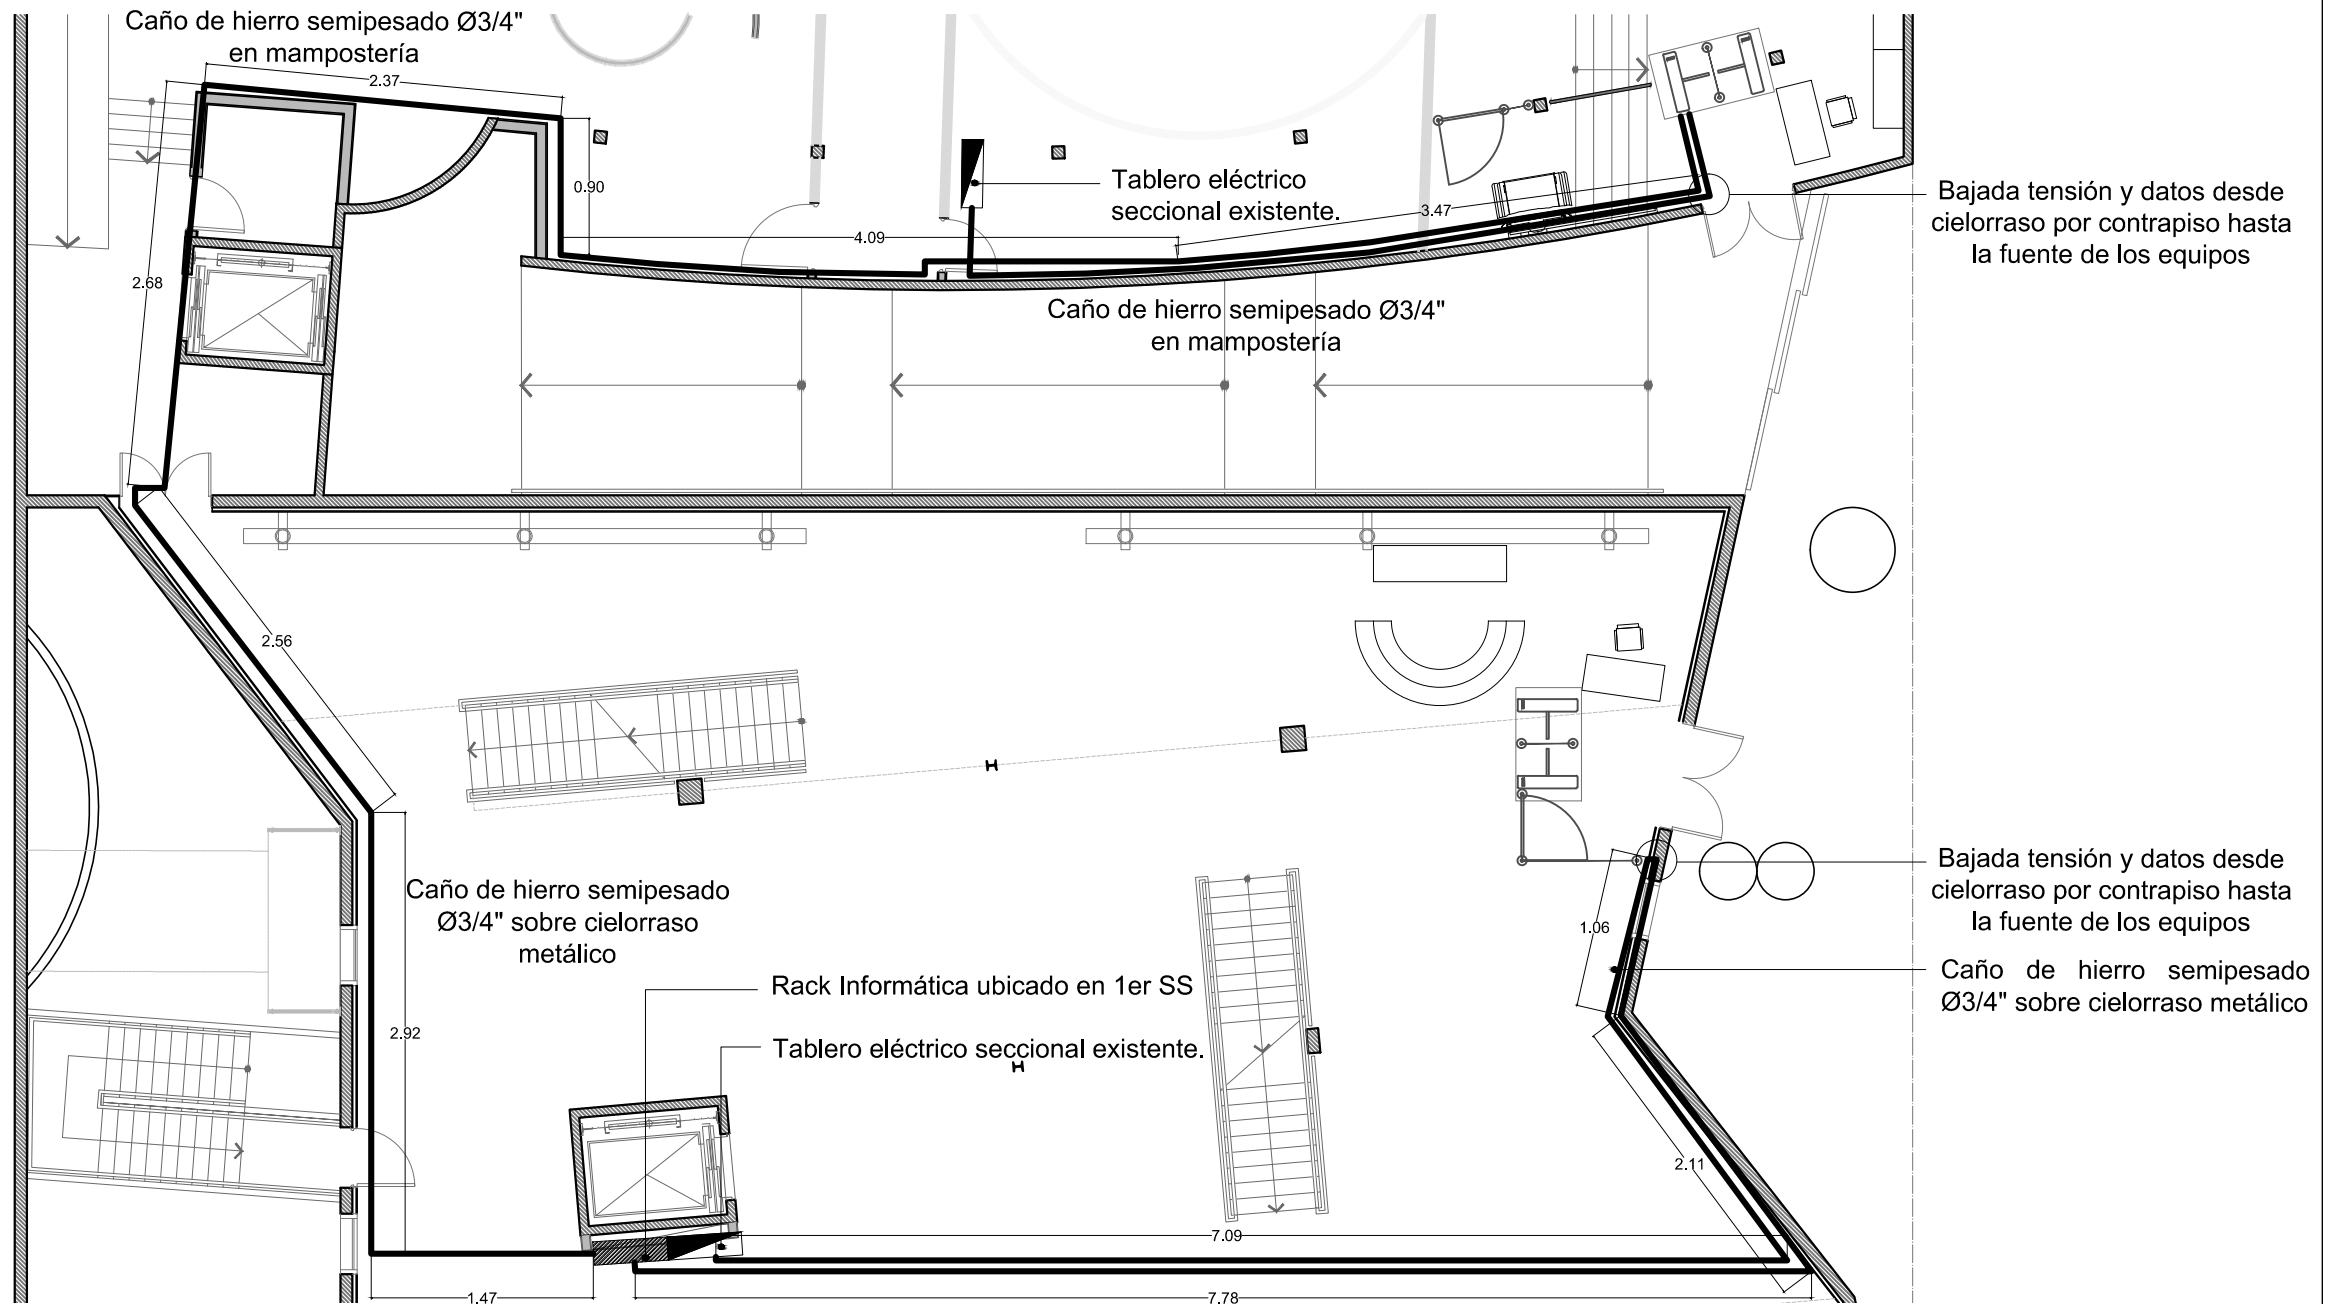 Caño de hierro semipesado Ø3/4"
en mampostería
2.37
0.90
Tablero eléctrico
seccional existente.
3.47
4.09
Bajada tensión y datos desde
cielorraso por contrapiso hasta
la fuente de los equipos
2.68
Caño de hierro semipesado Ø3/4"
en mampostería
2.56
Caño de hierro semipesado
Ø3/4" sobre cielorraso
metálico
2.92
Rack Informática ubicado en 1er SS
Tablero eléctrico seccional existente.
Bajada tensión y datos desde
cielorraso por contrapiso hasta
la fuente de los equipos
1.06
Caño de hierro semipesado
Ø3/4" sobre cielorraso metálico
2.11
7.09
1.47
7.78